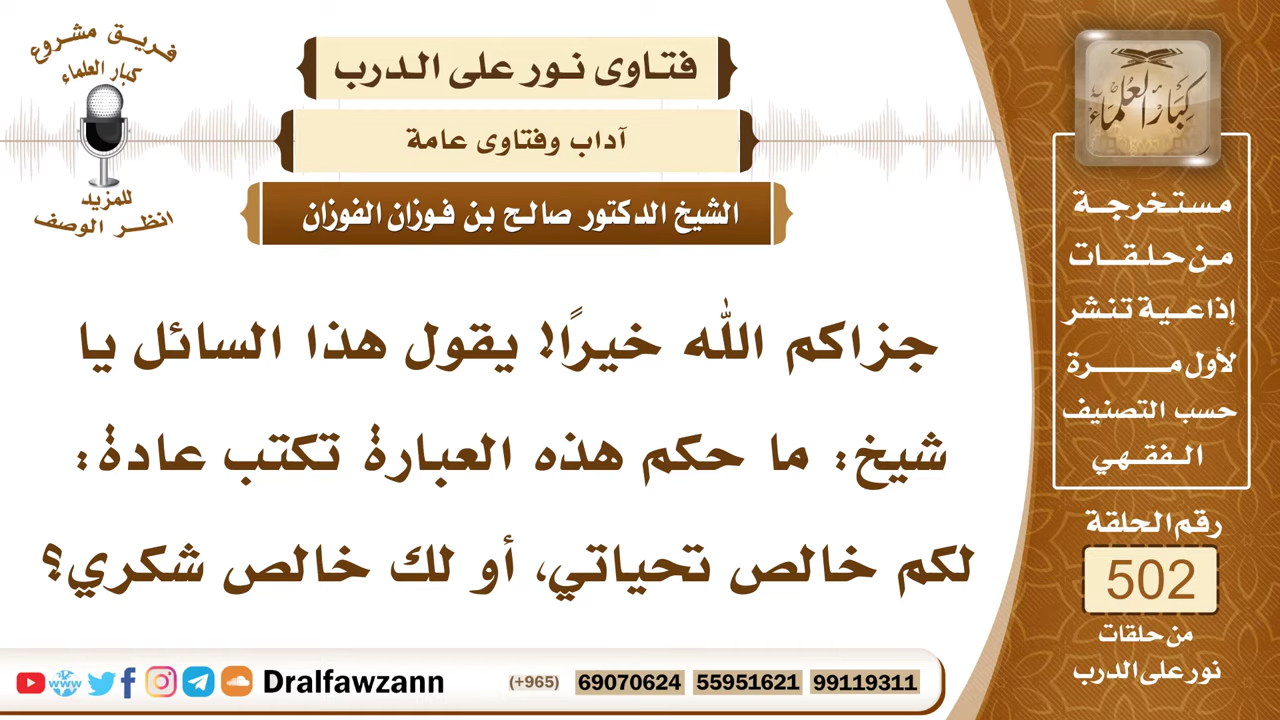 فريق مشروع
كبار العلماء
للمزيد
انظر الوصف
فتاوى نور على الدرب
آداب وفتاوى عامة
الشيخ الدكتور صالح بن فوزان الفوزان
جزاكم الله خيرًا! يقول هذا السائل يا
شيخ: ما حكم هذه العبارة تكتب عادة:
لكم خالص تحياتي، أو لك خالص شكري؟
كبار العلماء
مستخرجة
من حلقات
إذاعية تنشر
لأول مرة
حسب التصنيف
الفقهي
رقم الحلقة
502
من حلقات
نور على الدرب
www
Dralfawzann
(+965) 69070624 55951621 99119311